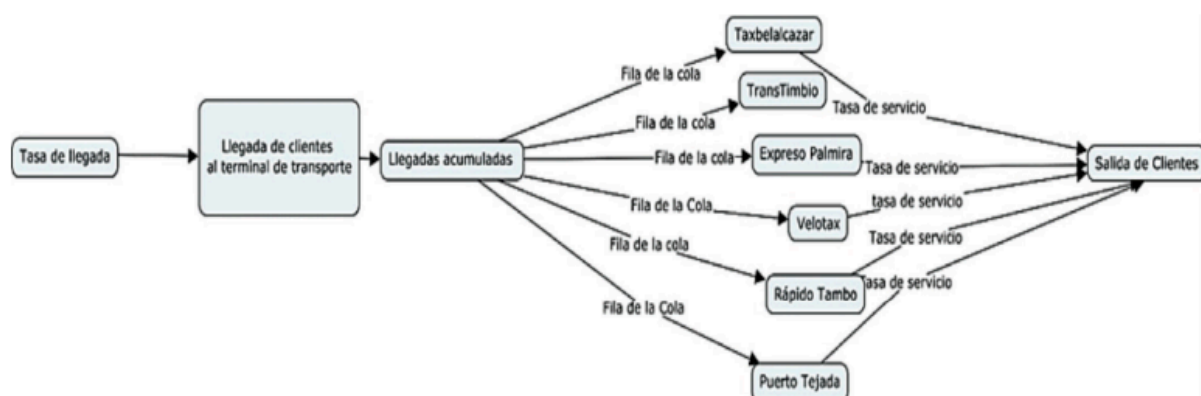 Tasa de llegada
Llegada de clientes
al terminal de transporte
Llegadas acumuladas
Fila de la cola
Fila de la cola
Fila de la cola
Fila de la Cola
Fila de la cola
Fila de la Cola
Taxbelalcazar
TransTimbio
Expreso Palmira
Velotax
Rápido Tambo
Puerto Tejada
Tasa de servicio
Tasa de servicio
tasa de servicio
Tasa de servicio
Tasa de servicio
Salida de Clientes